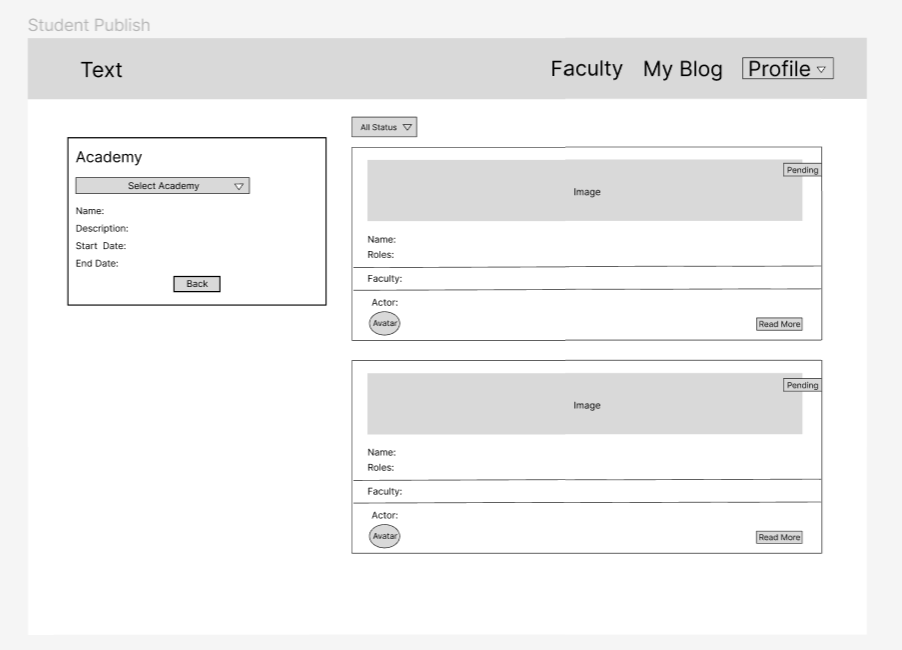 Student Publish
Text
Faculty My Blog Profile
All Status
Academy
Select Academy
Name:
Description:
Start Date:
End Date:
Back
Pending
Image
Name:
Roles:
Faculty:
Actor:
Avatar
Read More
Pending
Image
Name:
Roles:
Faculty:
Actor:
Avatar
Read More